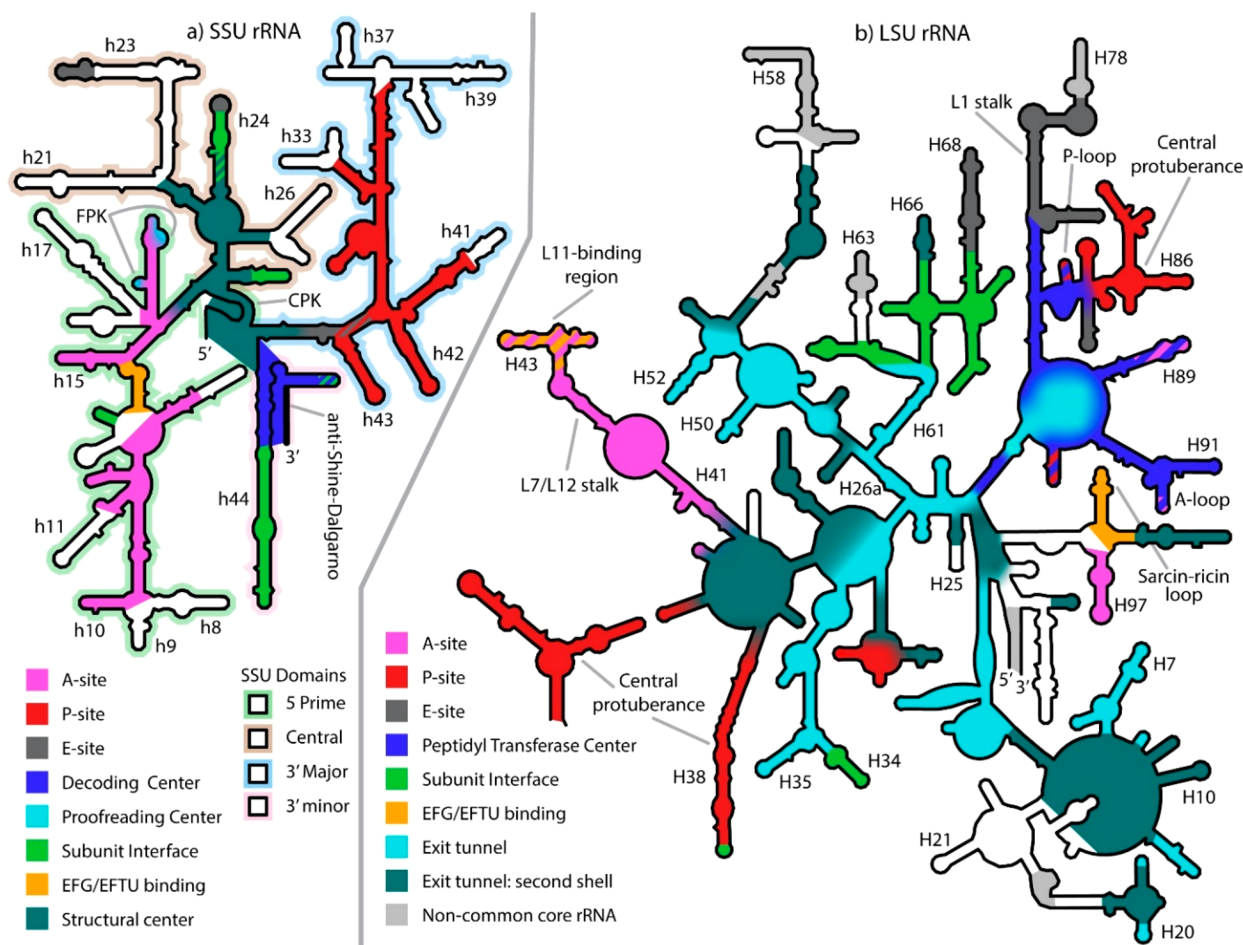 a) SSU rRNA
h23
h37
h39
h24
h33
h21
h26
FPK
h17
h41
CPK
5'
h15
h42
h43
anti-Shine-Dalgarno
3'
h44
h11
h10
h9
h8
A-site
P-site
E-site
Decoding Center
Proofreading Center
Subunit Interface
EFG/EFTU binding
Structural center
SSU Domains
5 Prime
Central
3' Major
3' minor
b) LSU rRNA
H58
H78
L1 stalk
P-loop
Central
protuberance
H68
H66
H63
H86
L11-binding
region
H43
H52
H50
H89
H61
H91
L7/L12 stalk
H41
H26a
A-loop
H25
Sarcin-ricin
loop
H97
5'
3'
H7
Central
protuberance
H38
H35
H34
H10
H21
H20
A-site
P-site
E-site
Peptidyl Transferase Center
Subunit Interface
EFG/EFTU binding
Exit tunnel
Exit tunnel: second shell
Non-common core rRNA